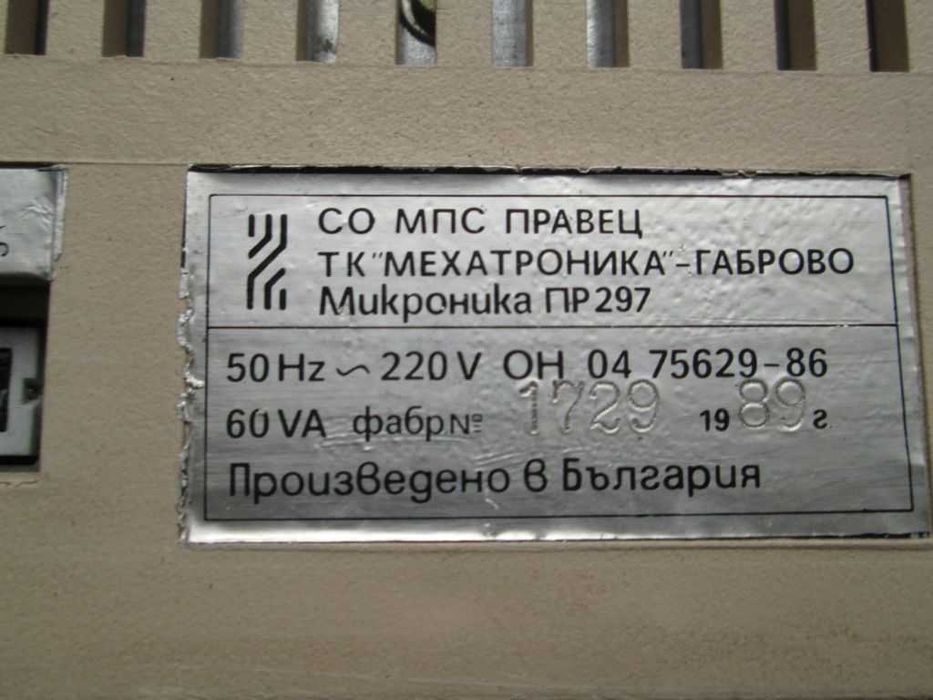 СО МПС ПРАВЕЦ
ТК"МЕХАТРОНИКА"-ГАБРОВО
Микроника ПР297
50Hz ~ 220V ОН 04 75629-86
60VA фабр№ 1729 1989г
Произведено в България